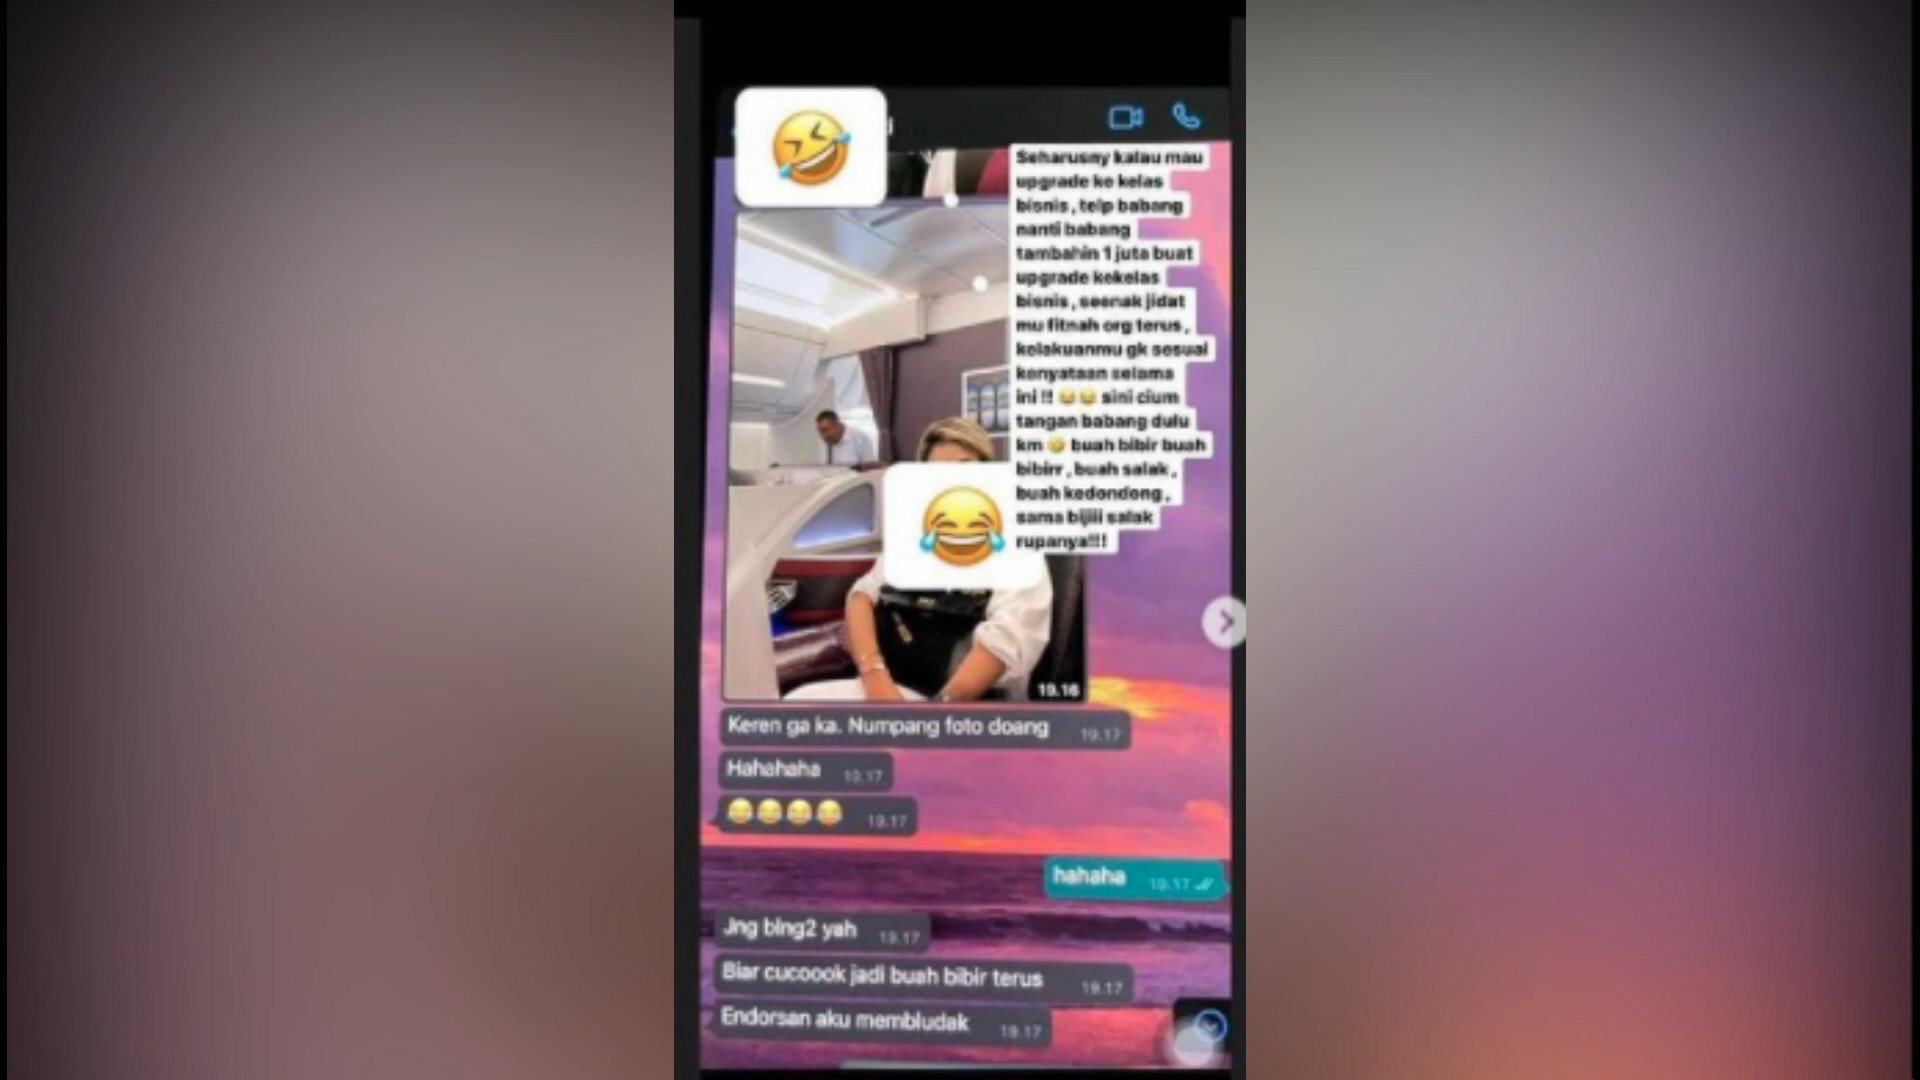 Seharusny kalau mau
upgrade ke kelas
bisnis, telp babang
nanti babang
tambahin 1 juta buat
upgrade kekelas
bisnis, seenak jidat
mu fitnah org terus,
kelakuanmu gk sesuai
kenyataan selama
ini !! 😂😂 sini cium
tangan babang dulu
km 🤣 buah bibir buah
bibirr, buah salak,
buah kedondong,
sama bijiii salak
rupanya!!!
19.16
Keren ga ka. Numpang foto doang 19.17
Hahahaha 19.17
😂😂😂😂 19.17
hahaha 19.17
Jng blng2 yah 19.17
Biar cucoook jadi buah bibir terus 19.17
Endorsan aku membludak 19.17